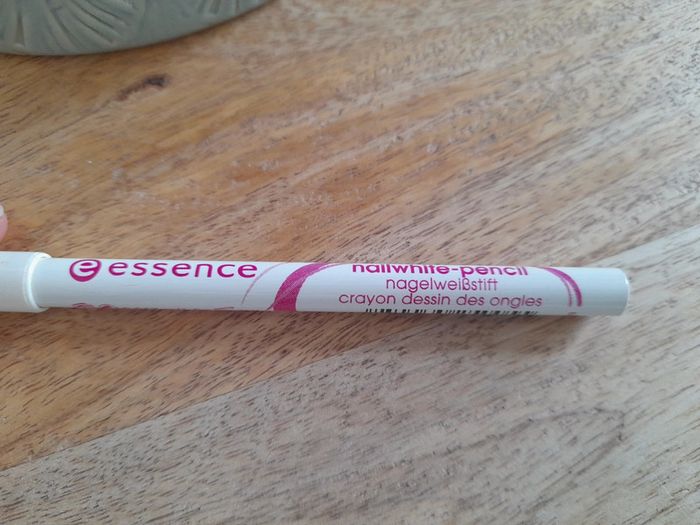 essence
nailwhite-pencil
nagelweißstift
crayon dessin des ongles